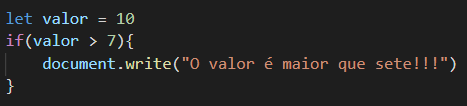 let valor = 10
if(valor > 7){
    document.write("O valor é maior que sete!!!")
}